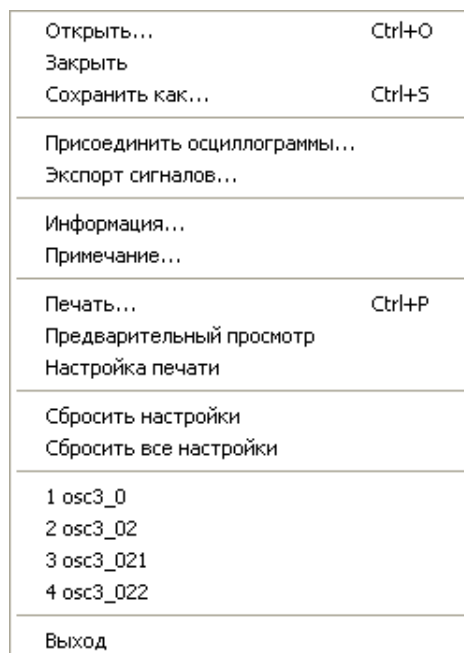 Открыть... Ctrl+O
Закрыть
Сохранить как... Ctrl+S
Присоединить осциллограммы...
Экспорт сигналов...
Информация...
Примечание...
Печать... Ctrl+P
Предварительный просмотр
Настройка печати
Сбросить настройки
Сбросить все настройки
1 osc3_0
2 osc3_02
3 osc3_021
4 osc3_022
Выход